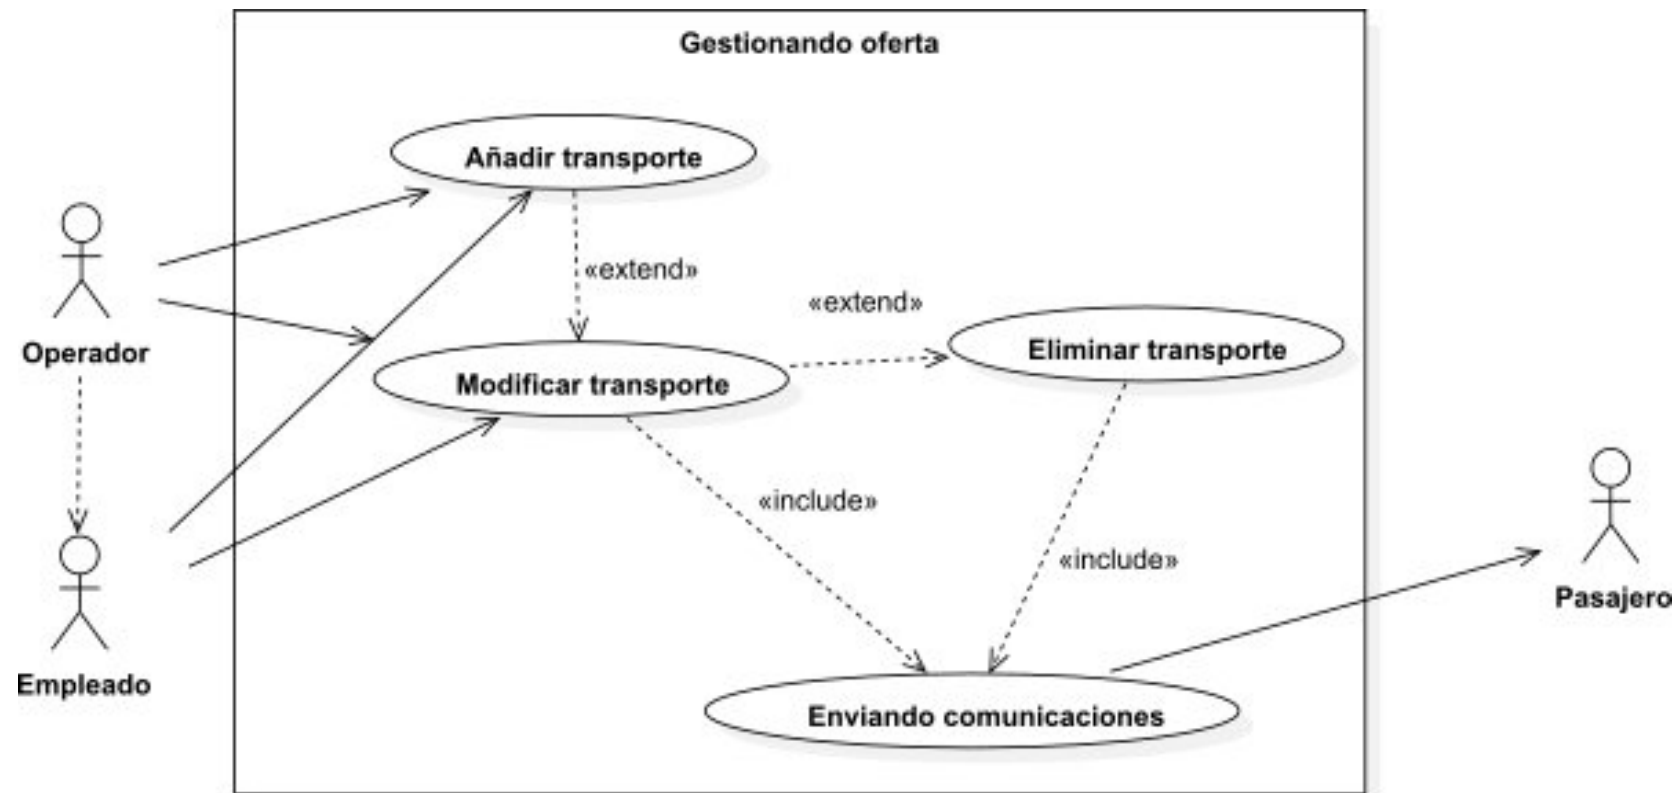 Gestionando oferta
Añadir transporte
«extend»
«extend»
Operador
Eliminar transporte
Modificar transporte
«include»
«include»
Pasajero
Empleado
Enviando comunicaciones